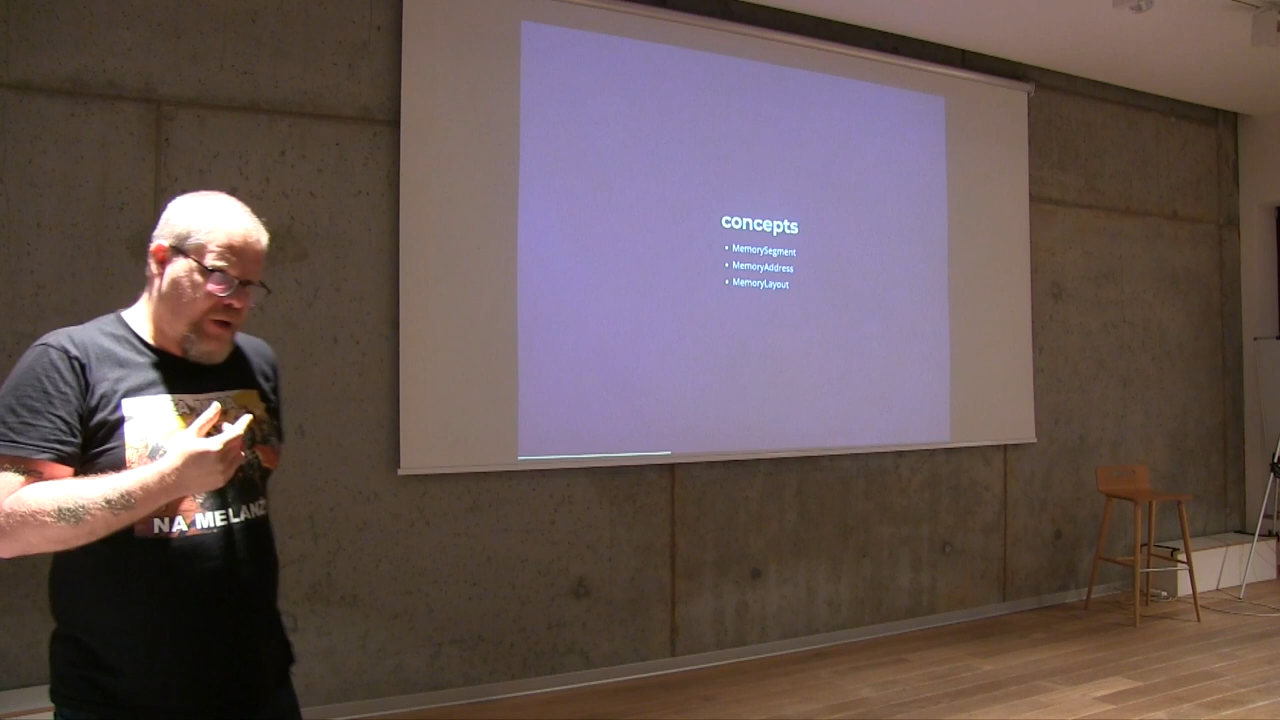 concepts
• MemorySegment
• MemoryAddress
• MemoryLayout
NA MELANZ